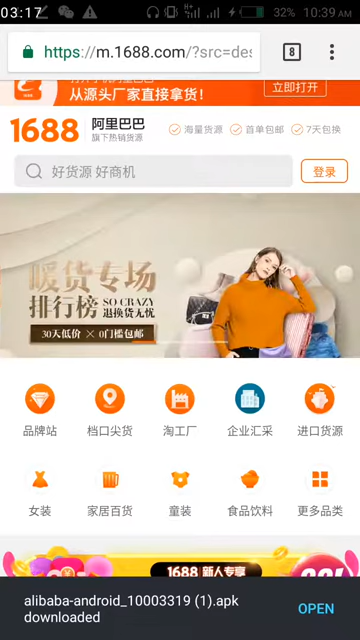 03:17
32% 10:39 AM
https://m.1688.com/?src=des
8
从源头厂家直接拿货!
立即打开
1688 阿里巴巴
旗下热销货源
海量货源 首单包邮 7天包换
好货源 好商机
登录
暖货专场
排行榜 SO CRAZY
退换货无忧
30天低价 × 0门槛包邮
品牌站 档口尖货 淘工厂 企业汇采 进口货源
女装 家居百货 童装 食品饮料 更多品类
1688 新人专享
alibaba-android_10003319 (1).apk
downloaded
OPEN